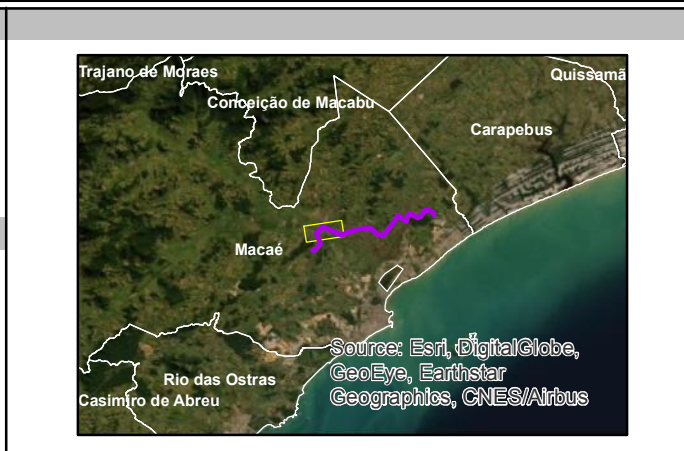 Trajano de Moraes
Quissamã
Conceição de Macabu
Carapebus
Macaé
Source: Esri, DigitalGlobe,
GeoEye, Earthstar
Geographics, CNES/Airbus
Rio das Ostras
Casimiro de Abreu